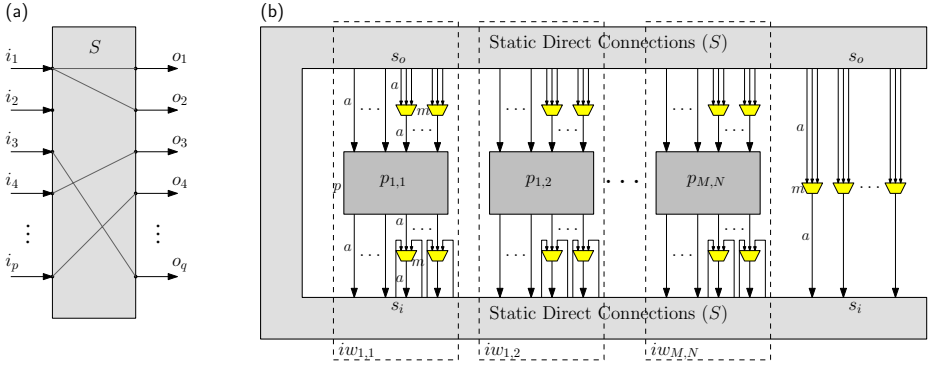 (a)
S
i1
i2
i3
i4
⋮
ip
o1
o2
o3
o4
⋮
oq
(b)
Static Direct Connections (S)
so
so
a
···
a
m
a
···
···
···
···
···
a
m
···
p
p1,1
p1,2
···
pM,N
a
···
a
···
m
a
···
···
···
···
a
si
Static Direct Connections (S)
si
iw1,1
iw1,2
iwM,N